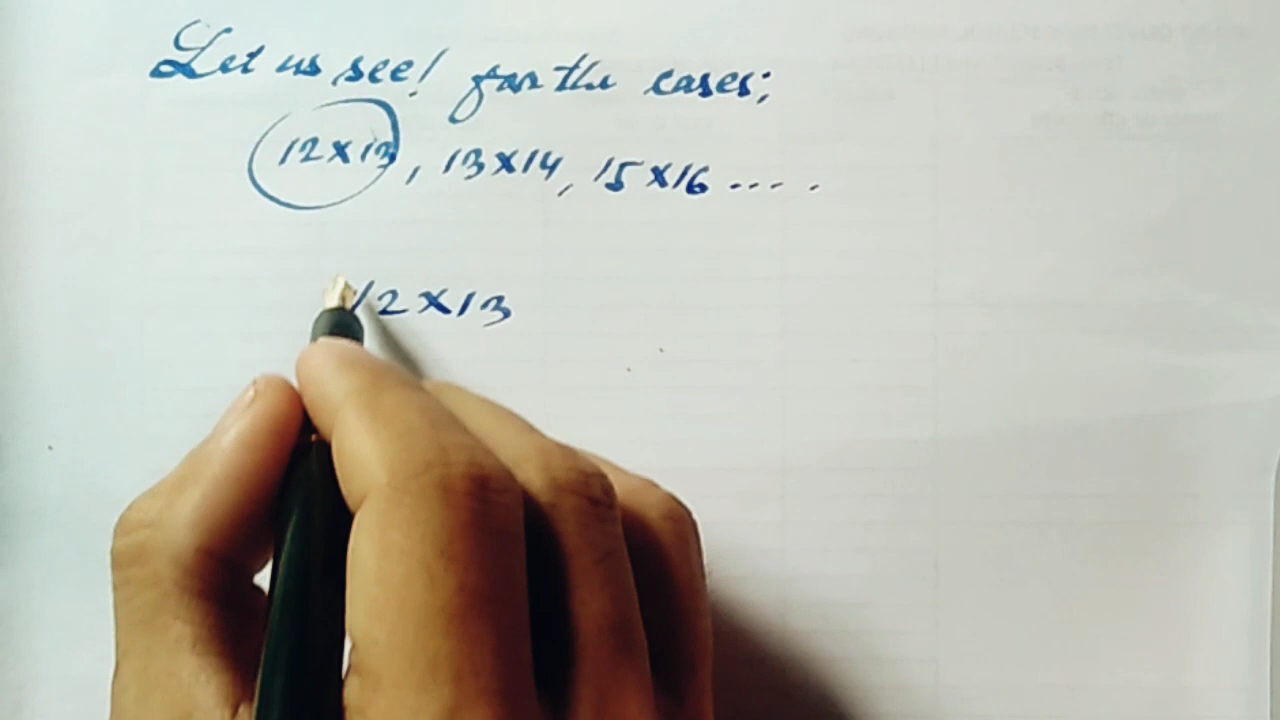 Let us see! for the cases;
12×13, 13×14, 15×16 .... .
12×13